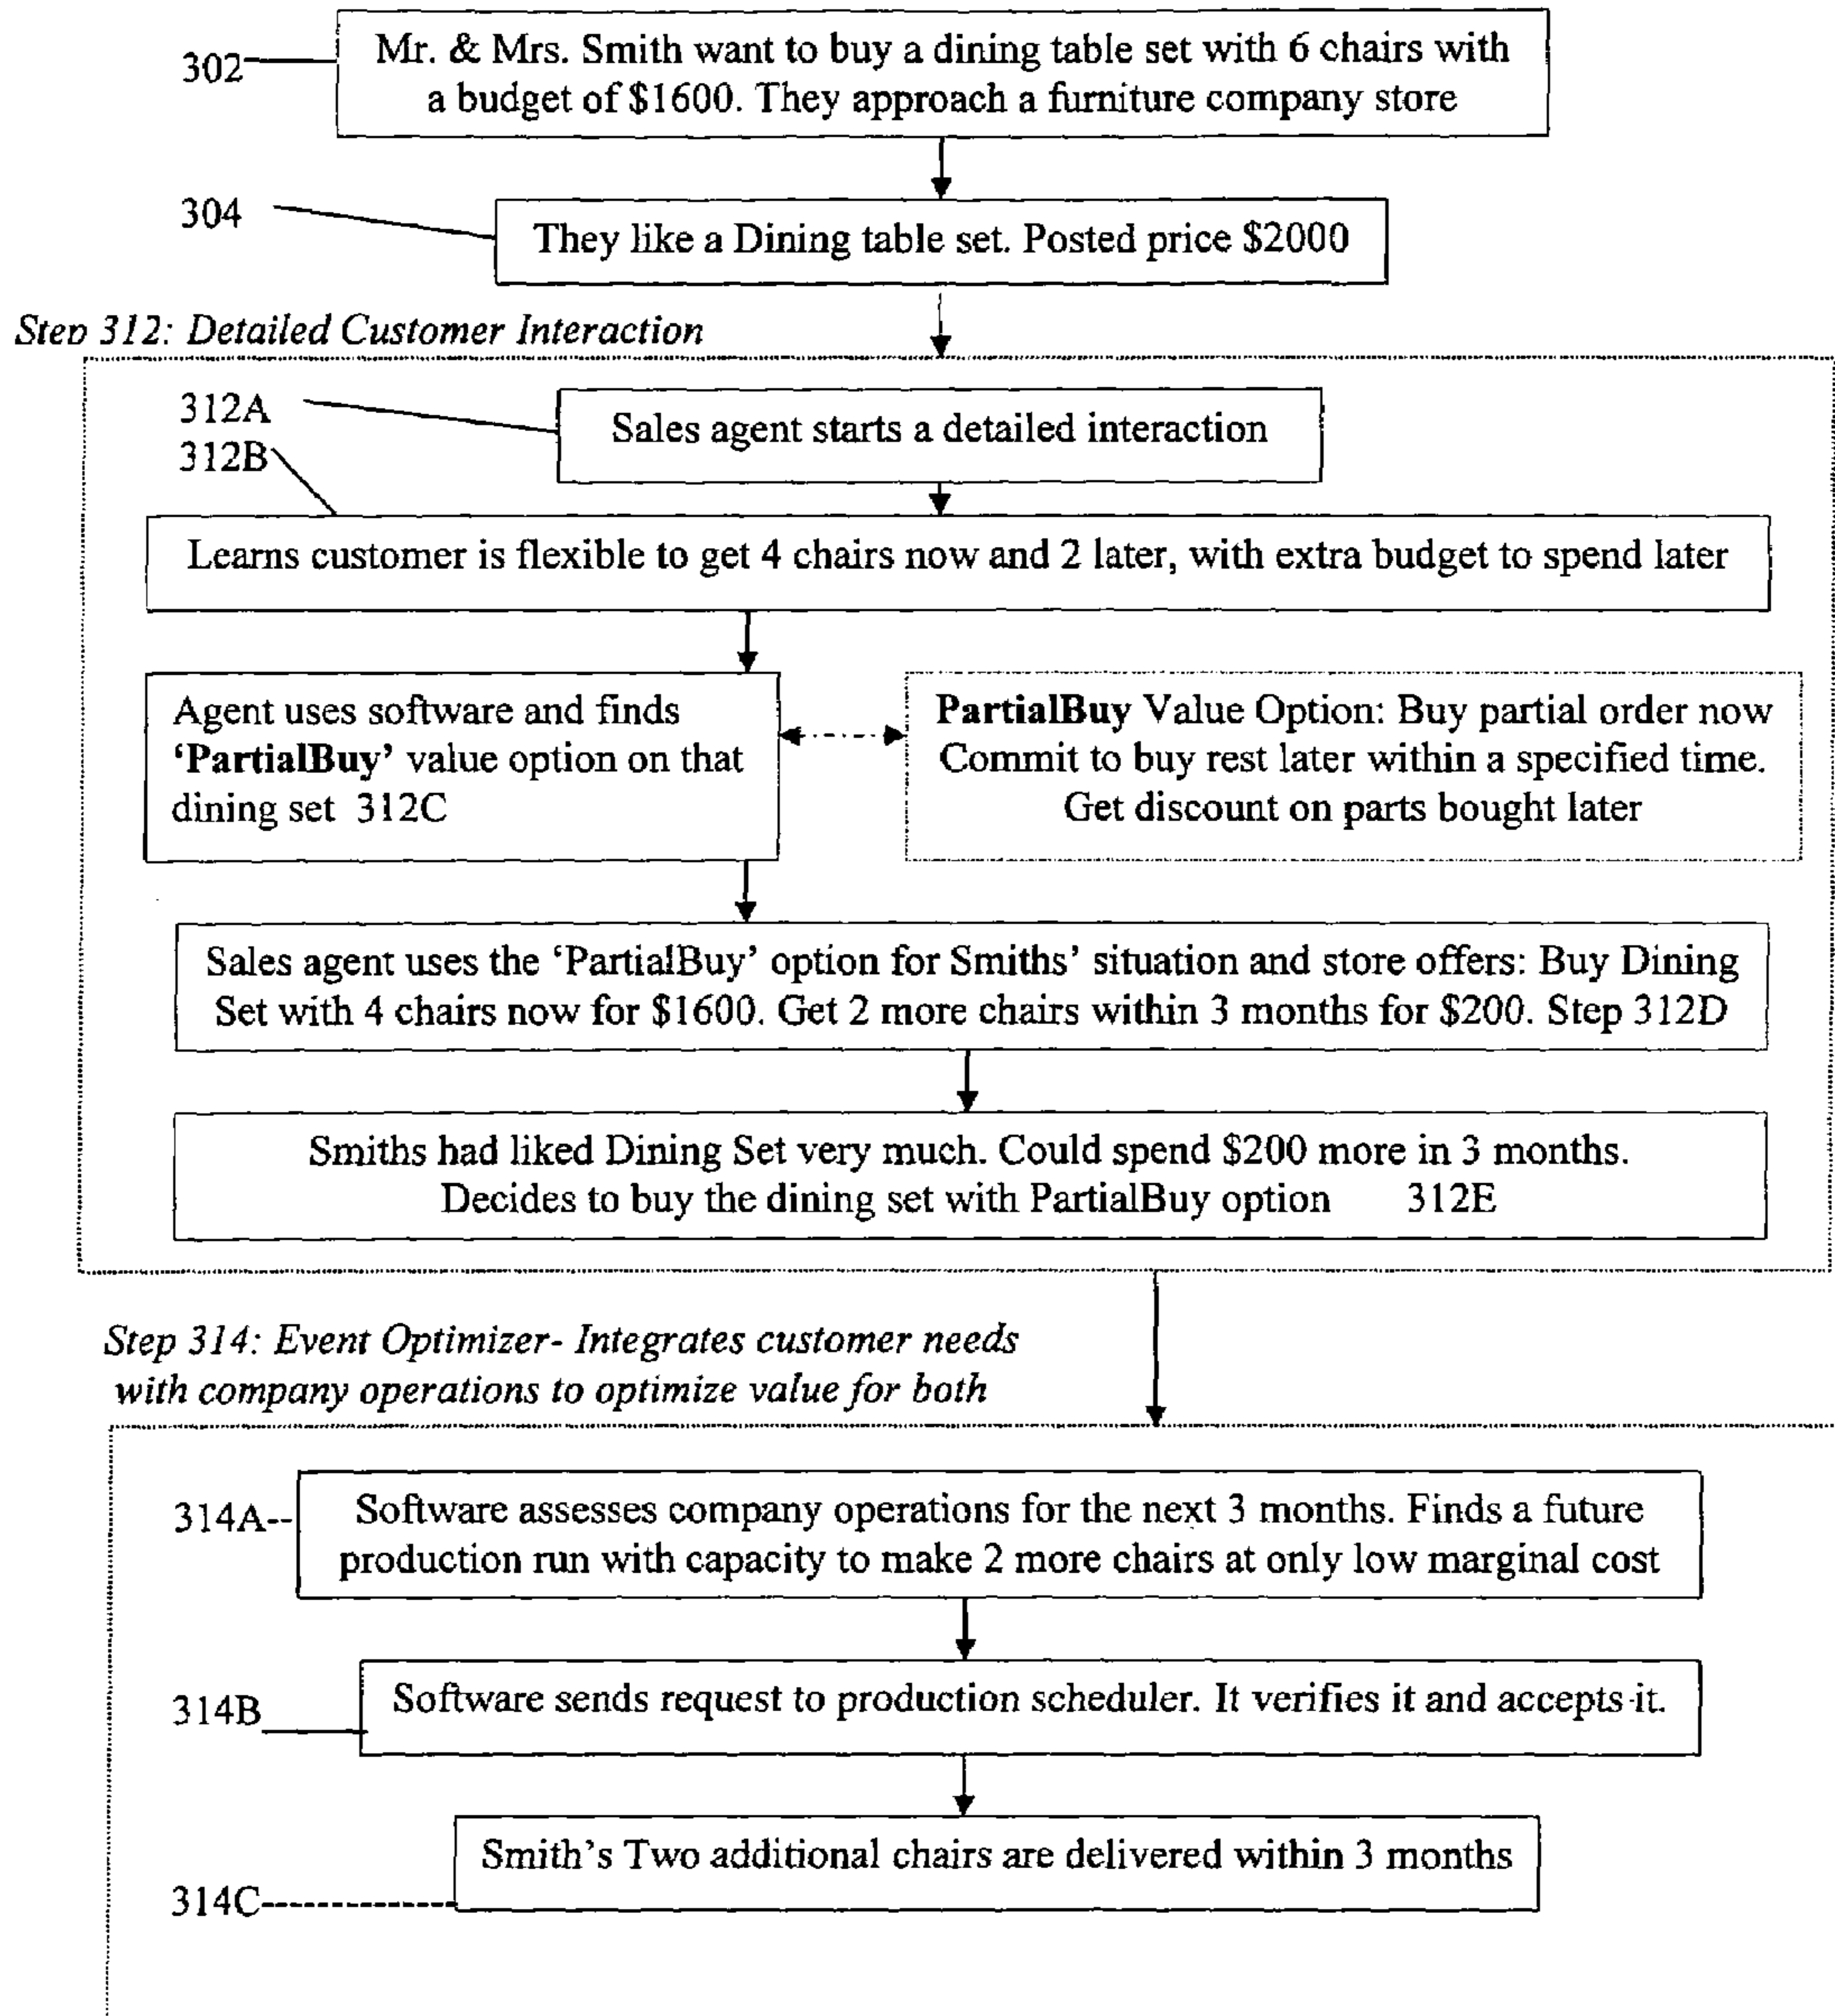 302
Mr. & Mrs. Smith want to buy a dining table set with 6 chairs with
a budget of $1600. They approach a furniture company store
304
They like a Dining table set. Posted price $2000
Step 312: Detailed Customer Interaction
312A
Sales agent starts a detailed interaction
312B
Learns customer is flexible to get 4 chairs now and 2 later, with extra budget to spend later
Agent uses software and finds
‘PartialBuy’ value option on that
dining set 312C
PartialBuy Value Option: Buy partial order now
Commit to buy rest later within a specified time.
Get discount on parts bought later
Sales agent uses the ‘PartialBuy’ option for Smiths’ situation and store offers: Buy Dining
Set with 4 chairs now for $1600. Get 2 more chairs within 3 months for $200. Step 312D
Smiths had liked Dining Set very much. Could spend $200 more in 3 months.
Decides to buy the dining set with PartialBuy option 312E
Step 314: Event Optimizer- Integrates customer needs
with company operations to optimize value for both
314A
Software assesses company operations for the next 3 months. Finds a future
production run with capacity to make 2 more chairs at only low marginal cost
314B
Software sends request to production scheduler. It verifies it and accepts it.
Smith’s Two additional chairs are delivered within 3 months
314C